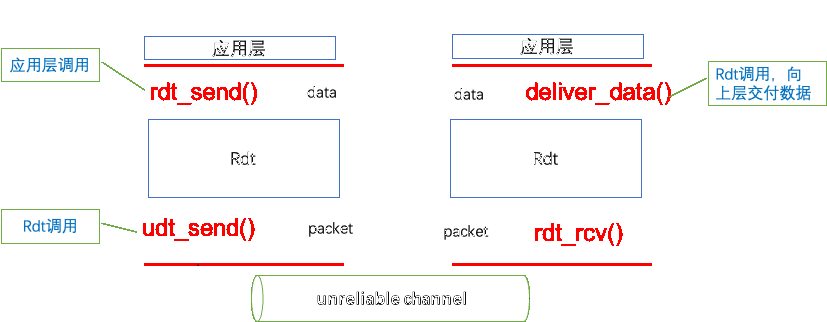 应用层
应用层
应用层调用
rdt_send()
data
data
deliver_data()
Rdt调用，向
上层交付数据
Rdt
Rdt
Rdt调用
udt_send()
packet
packet
rdt_rcv()
unreliable channel